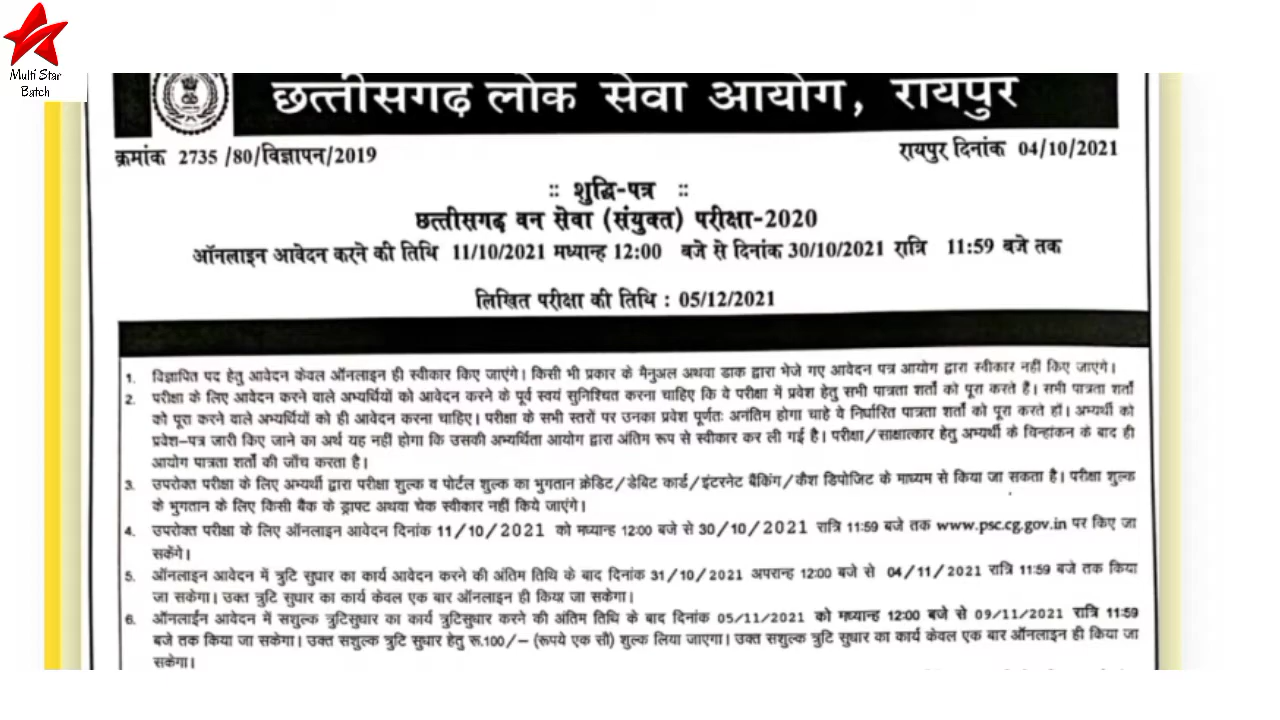 Multi Star
Batch
छत्तीसगढ़ लोक सेवा आयोग, रायपुर
क्रमांक 2735 /80/विज्ञापन/2019
रायपुर दिनांक 04/10/2021
:: शुद्धि-पत्र ::
छत्तीसगढ़ वन सेवा (संयुक्त) परीक्षा-2020
ऑनलाइन आवेदन करने की तिथि 11/10/2021 मध्यान्ह 12:00 बजे से दिनांक 30/10/2021 रात्रि 11:59 बजे तक
लिखित परीक्षा की तिथि : 05/12/2021
1. विज्ञापित पद हेतु आवेदन केवल ऑनलाइन ही स्वीकार किए जाएंगे। किसी भी प्रकार के मैनुअल अथवा डाक द्वारा भेजे गए आवेदन पत्र आयोग द्वारा स्वीकार नहीं किए जाएंगे।
2. परीक्षा के लिए आवेदन करने वाले अभ्यर्थियों को आवेदन करने के पूर्व स्वयं सुनिश्चित करना चाहिए कि वे परीक्षा में प्रवेश हेतु सभी पात्रता शर्तो को पूरा करते हैं। सभी पात्रता शर्तो
को पूरा करने वाले अभ्यर्थियों को ही आवेदन करना चाहिए। परीक्षा के सभी स्तरों पर उनका प्रवेश पूर्णतः अनंतिम होगा चाहे वे निर्धारित पात्रता शर्तो को पूरा करते हों। अभ्यर्थी को
प्रवेश-पत्र जारी किए जाने का अर्थ यह नहीं होगा कि उसकी अभ्यर्थिता आयोग द्वारा अंतिम रूप से स्वीकार कर ली गई है। परीक्षा/साक्षात्कार हेतु अभ्यर्थी के चिन्हांकन के बाद ही
आयोग पात्रता शर्तो की जाँच करता है।
3. उपरोक्त परीक्षा के लिए अभ्यर्थी द्वारा परीक्षा शुल्क व पोर्टल शुल्क का भुगतान क्रेडिट/डेबिट कार्ड/इंटरनेट बैंकिंग/कैश डिपोजिट के माध्यम से किया जा सकता है। परीक्षा शुल्क
के भुगतान के लिए किसी बैंक के ड्राफ्ट अथवा चेक स्वीकार नहीं किये जाएंगे।
4. उपरोक्त परीक्षा के लिए ऑनलाइन आवेदन दिनांक 11/10/2021 को मध्यान्ह 12:00 बजे से 30/10/2021 रात्रि 11:59 बजे तक www.psc.cg.gov.in पर किए जा
सकेंगे।
5. ऑनलाइन आवेदन में त्रुटि सुधार का कार्य आवेदन करने की अंतिम तिथि के बाद दिनांक 31/10/2021 अपरान्ह 12:00 बजे से 04/11/2021 रात्रि 11:59 बजे तक किया
जा सकेगा। उक्त त्रुटि सुधार का कार्य केवल एक बार ऑनलाइन ही किया जा सकेगा।
6. ऑनलाईन आवेदन में सशुल्क त्रुटिसुधार का कार्य त्रुटिसुधार करने की अंतिम तिथि के बाद दिनांक 05/11/2021 को मध्यान्ह 12:00 बजे से 09/11/2021 रात्रि 11:59
बजे तक किया जा सकेगा। उक्त सशुल्क त्रुटि सुधार हेतु रू.100/- (रूपये एक सौ) शुल्क लिया जाएगा। उक्त सशुल्क त्रुटि सुधार का कार्य केवल एक बार ऑनलाइन ही किया जा
सकेगा।